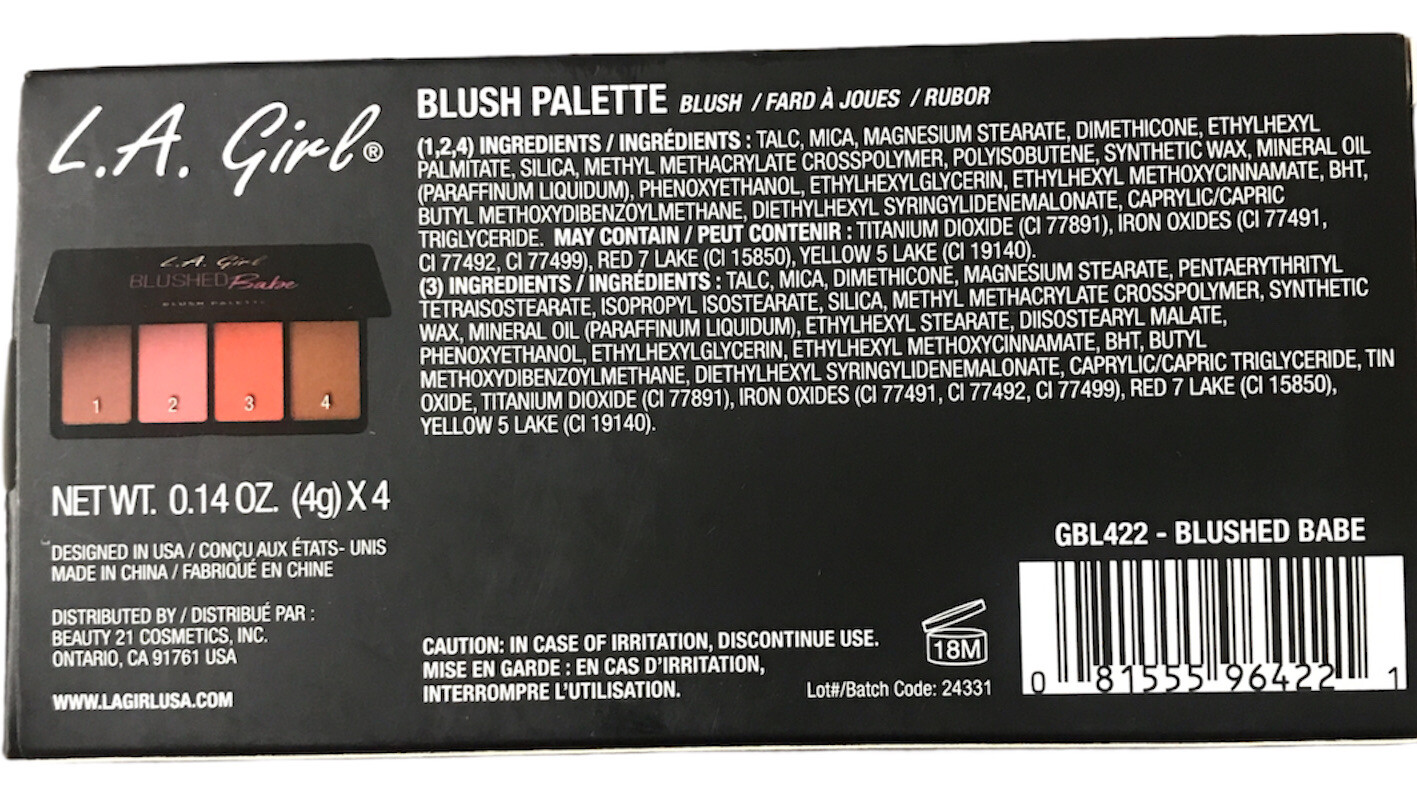 L.A. Girl®
L.A. Girl
BLUSHED Babe
BLUSH PALETTE
1 2 3 4
NET WT. 0.14 OZ. (4g) X 4
DESIGNED IN USA / CONÇU AUX ÉTATS- UNIS
MADE IN CHINA / FABRIQUÉ EN CHINE
DISTRIBUTED BY / DISTRIBUÉ PAR :
BEAUTY 21 COSMETICS, INC.
ONTARIO, CA 91761 USA
WWW.LAGIRLUSA.COM
BLUSH PALETTE BLUSH / FARD À JOUES / RUBOR
(1,2,4) INGREDIENTS / INGRÉDIENTS : TALC, MICA, MAGNESIUM STEARATE, DIMETHICONE, ETHYLHEXYL
PALMITATE, SILICA, METHYL METHACRYLATE CROSSPOLYMER, POLYISOBUTENE, SYNTHETIC WAX, MINERAL OIL
(PARAFFINUM LIQUIDUM), PHENOXYETHANOL, ETHYLHEXYLGLYCERIN, ETHYLHEXYL METHOXYCINNAMATE, BHT,
BUTYL METHOXYDIBENZOYLMETHANE, DIETHYLHEXYL SYRINGYLIDENEMALONATE, CAPRYLIC/CAPRIC
TRIGLYCERIDE. MAY CONTAIN / PEUT CONTENIR : TITANIUM DIOXIDE (CI 77891), IRON OXIDES (CI 77491,
CI 77492, CI 77499), RED 7 LAKE (CI 15850), YELLOW 5 LAKE (CI 19140).
(3) INGREDIENTS / INGRÉDIENTS : TALC, MICA, DIMETHICONE, MAGNESIUM STEARATE, PENTAERYTHRITYL
TETRAISOSTEARATE, ISOPROPYL ISOSTEARATE, SILICA, METHYL METHACRYLATE CROSSPOLYMER, SYNTHETIC
WAX, MINERAL OIL (PARAFFINUM LIQUIDUM), ETHYLHEXYL STEARATE, DIISOSTEARYL MALATE,
PHENOXYETHANOL, ETHYLHEXYLGLYCERIN, ETHYLHEXYL METHOXYCINNAMATE, BHT, BUTYL
METHOXYDIBENZOYLMETHANE, DIETHYLHEXYL SYRINGYLIDENEMALONATE, CAPRYLIC/CAPRIC TRIGLYCERIDE, TIN
OXIDE, TITANIUM DIOXIDE (CI 77891), IRON OXIDES (CI 77491, CI 77492, CI 77499), RED 7 LAKE (CI 15850),
YELLOW 5 LAKE (CI 19140).
CAUTION: IN CASE OF IRRITATION, DISCONTINUE USE.
MISE EN GARDE : EN CAS D'IRRITATION,
INTERROMPRE L'UTILISATION.
18M
Lot#/Batch Code: 24331
GBL422 - BLUSHED BABE
0 81555 96422 1